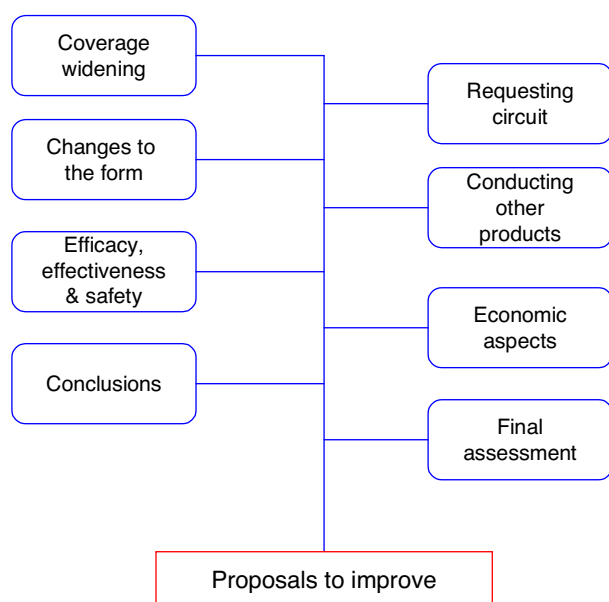 Coverage
widening
Requesting
circuit
Changes to
the form
Conducting
other
products
Efficacy,
effectiveness
& safety
Economic
aspects
Conclusions
Final
assessment
Proposals to improve